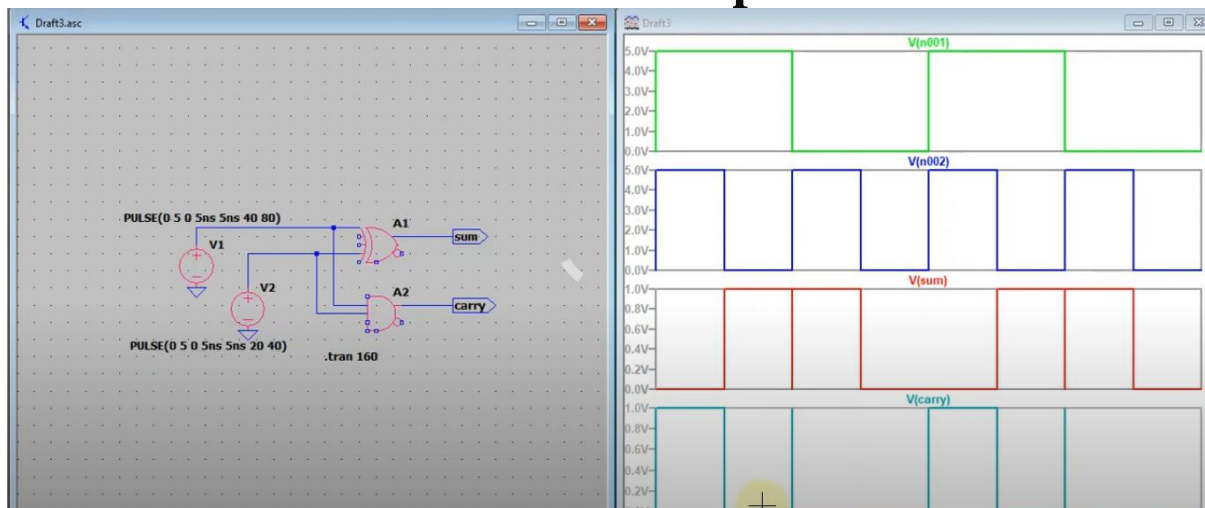 Draft3.asc
PULSE(0 5 0 5ns 5ns 40 80)
V1
A1
sum
V2
A2
carry
PULSE(0 5 0 5ns 5ns 20 40)
.tran 160
Draft3
V(n001)
5.0V
4.0V
3.0V
2.0V
1.0V
0.0V
V(n002)
5.0V
4.0V
3.0V
2.0V
1.0V
0.0V
V(sum)
1.0V
0.8V
0.6V
0.4V
0.2V
0.0V
V(carry)
1.0V
0.8V
0.6V
0.4V
0.2V